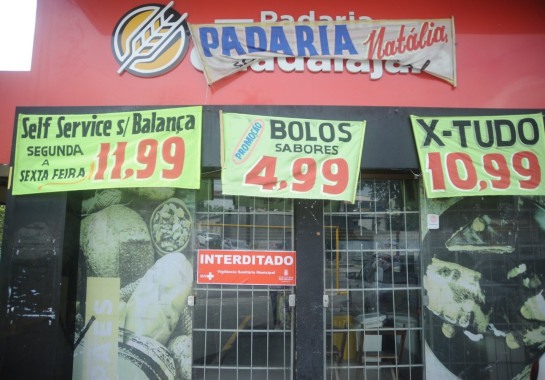 Padaria
PADARIA Natália
Self Service s/ Balança
SEGUNDA
A
SEXTA FEIRA
11,99
PROMOÇÃO
BOLOS
SABORES
4,99
X-TUDO
10,99
INTERDITADO
Vigilância Sanitária Municipal
PÃES